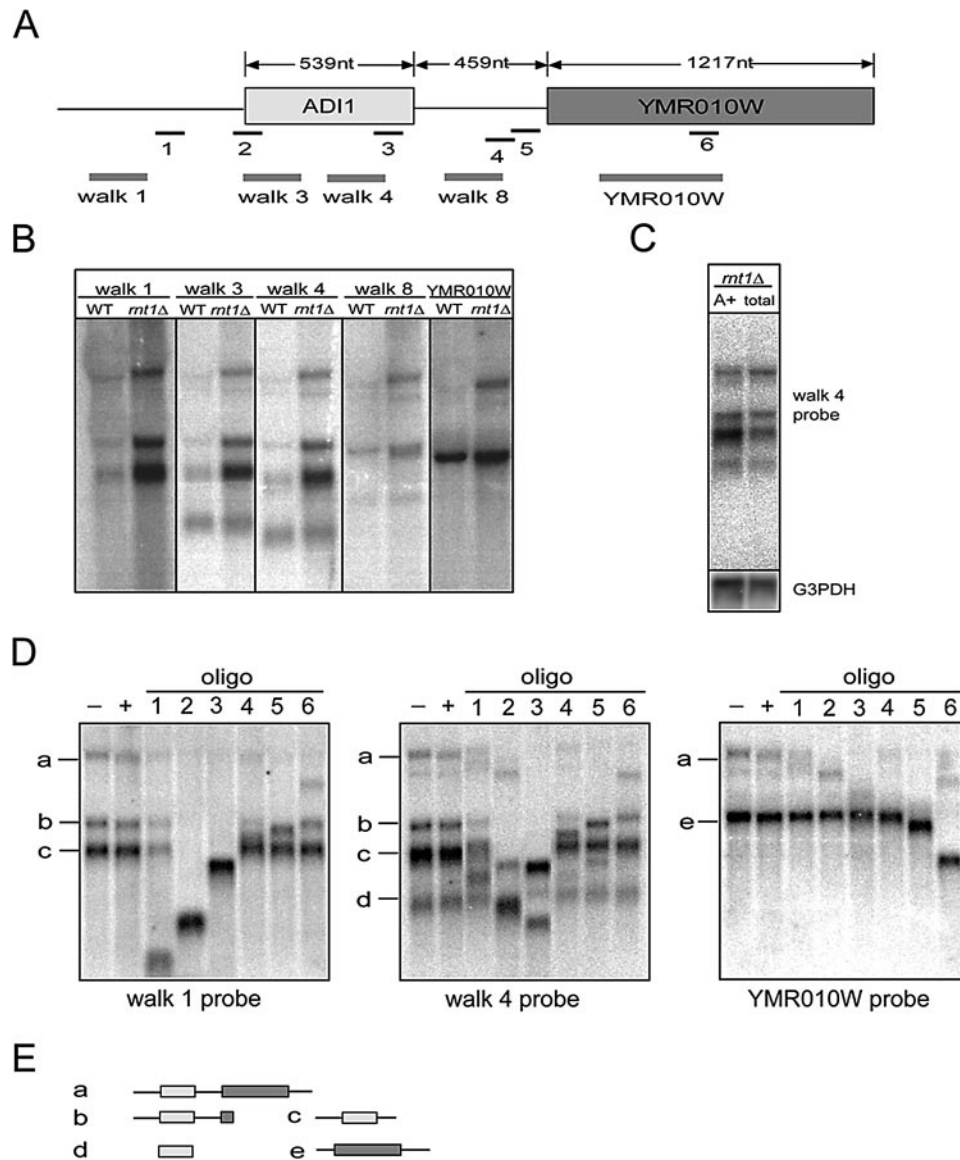 A
539nt 459nt 1217nt
ADI1 YMR010W
1 2 3 4 5 6
walk 1 walk 3 walk 4 walk 8 YMR010W
B
walk 1 walk 3 walk 4 walk 8 YMR010W
WT rnt1Δ WT rnt1Δ WT rnt1Δ WT rnt1Δ WT rnt1Δ
C
rnt1Δ
A+ total
walk 4
probe
G3PDH
D
oligo oligo oligo
– + 1 2 3 4 5 6 – + 1 2 3 4 5 6 – + 1 2 3 4 5 6
a a
b b e
c c
d
walk 1 probe walk 4 probe YMR010W probe
E
a
b c
d e